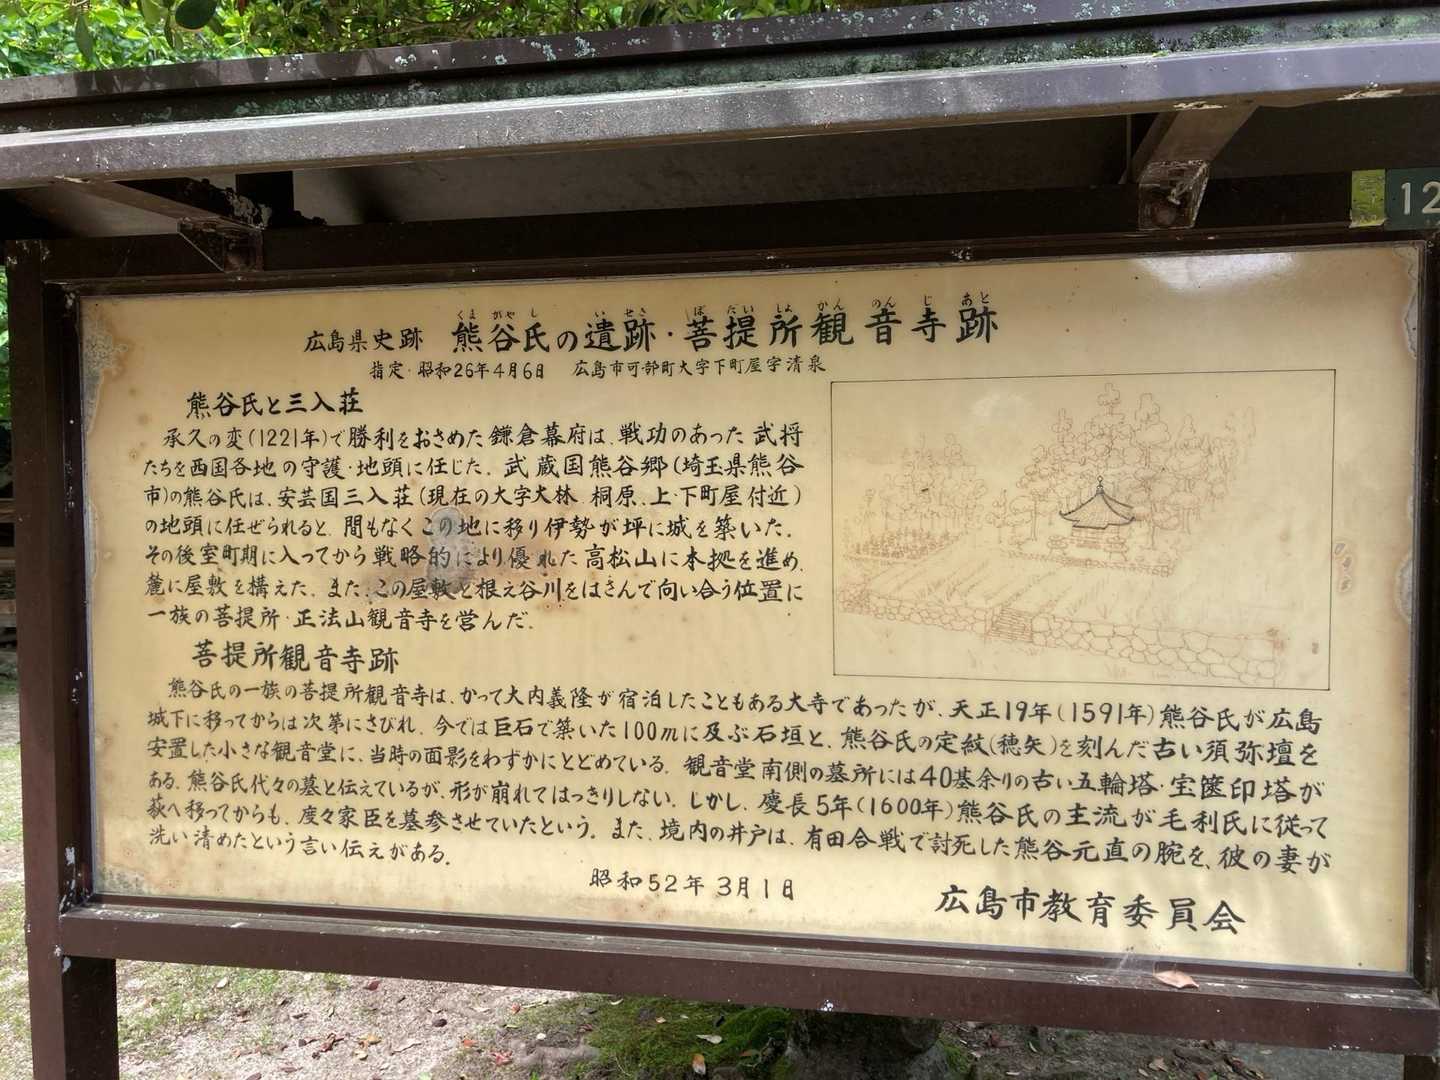 12
広島県史跡 熊谷氏の遺跡・菩提所観音寺跡
くまがやし いせき ぼだいしょかんのんじあと
指定・昭和26年4月6日 広島市可部町大字下町屋字清泉
熊谷氏と三入荘
承久の変(1221年)で勝利をおさめた鎌倉幕府は、戦功のあった武将
たちを西国各地の守護・地頭に任じた。武蔵国熊谷郷(埼玉県熊谷
市)の熊谷氏は、安芸国三入荘(現在の大字大林、桐原、上・下町屋付近)
の地頭に任ぜられると、間もなくこの地に移り伊勢が坪に城を築いた。
その後室町期に入ってから戦略的により優れた高松山に本拠を進め、
麓に屋敷を構えた。また、この屋敷と根え谷川をはさんで向い合う位置に
一族の菩提所・正法山観音寺を営んだ。
菩提所観音寺跡
熊谷氏の一族の菩提所観音寺は、かって大内義隆が宿泊したこともある大寺であったが、天正19年(1591年)熊谷氏が広島
城下に移ってからは次第にさびれ、今では巨石で築いた100mに及ぶ石垣と、熊谷氏の定紋(穂矢)を刻んだ古い須弥壇を
安置した小さな観音堂に、当時の面影をわずかにとどめている。観音堂南側の墓所には40基余りの古い五輪塔・宝篋印塔が
ある。熊谷氏代々の墓と伝えているが、形が崩れてはっきりしない。しかし、慶長5年(1600年)熊谷氏の主流が毛利氏に従って
萩へ移ってからも、度々家臣を墓参させていたという。また、境内の井戸は、有田合戦で討死した熊谷元直の腕を、彼の妻が
洗い清めたという言い伝えがある。
昭和52年3月1日
広島市教育委員会